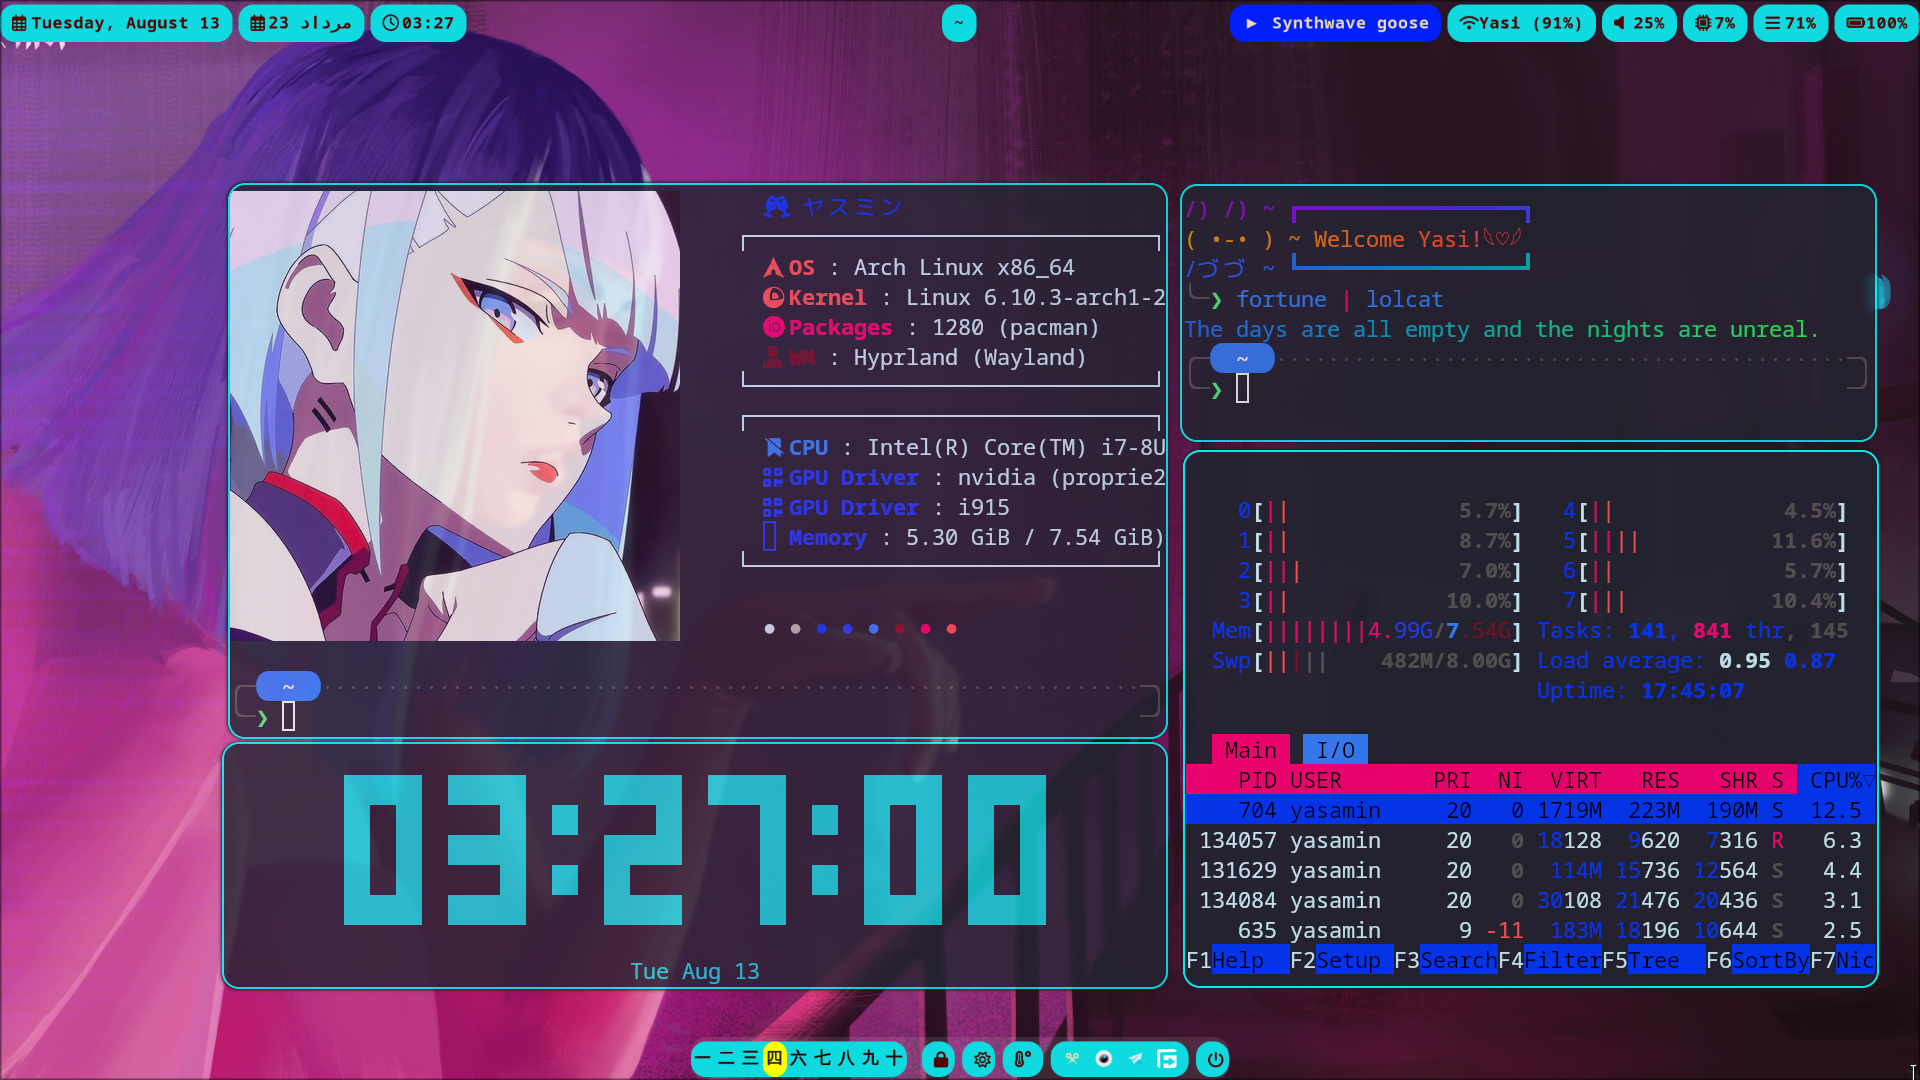 Tuesday, August 13
23 مرداد
03:27
~
▶ Synthwave goose
Yasi (91%)
25%
7%
71%
100%
ヤスミン
OS : Arch Linux x86_64
Kernel : Linux 6.10.3-arch1-2
Packages : 1280 (pacman)
WM : Hyprland (Wayland)
CPU : Intel(R) Core(TM) i7-8U
GPU Driver : nvidia (proprie2
GPU Driver : i915
Memory : 5.30 GiB / 7.54 GiB)
~
❯
/) /) ~
( •-• ) ~ Welcome Yasi!
/づづ ~
❯ fortune | lolcat
The days are all empty and the nights are unreal.
~
❯
0[|| 5.7%] 4[|| 4.5%]
1[|| 8.7%] 5[|||| 11.6%]
2[||| 7.0%] 6[|| 5.7%]
3[|| 10.0%] 7[||| 10.4%]
Mem[||||||||4.99G/7.54G] Tasks: 141, 841 thr, 145
Swp[||||| 482M/8.00G] Load average: 0.95 0.87
Uptime: 17:45:07
Main I/O
PID USER PRI NI VIRT RES SHR S CPU%▽
704 yasamin 20 0 1719M 223M 190M S 12.5
134057 yasamin 20 0 18128 9620 7316 R 6.3
131629 yasamin 20 0 114M 15736 12564 S 4.4
134084 yasamin 20 0 30108 21476 20436 S 3.1
635 yasamin 9 -11 183M 18196 10644 S 2.5
F1Help F2Setup F3SearchF4FilterF5Tree F6SortByF7Nic
03:27:00
Tue Aug 13
一 二 三 四 六 七 八 九 十